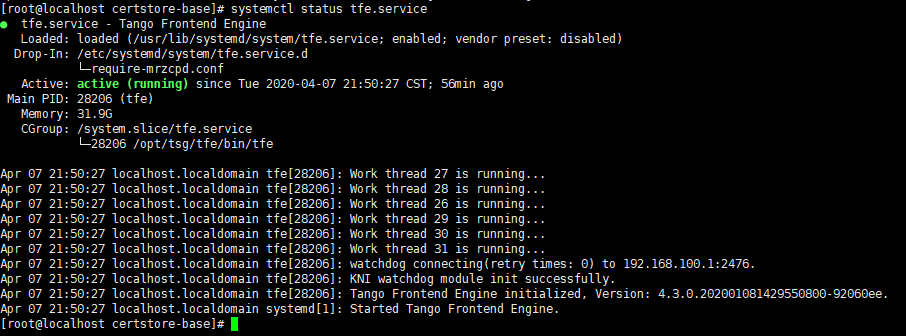 [root@localhost certstore-base]# systemctl status tfe.service
● tfe.service - Tango Frontend Engine
Loaded: loaded (/usr/lib/systemd/system/tfe.service; enabled; vendor preset: disabled)
Drop-In: /etc/systemd/system/tfe.service.d
└─require-mrzcpd.conf
Active: active (running) since Tue 2020-04-07 21:50:27 CST; 56min ago
Main PID: 28206 (tfe)
Memory: 31.9G
CGroup: /system.slice/tfe.service
└─28206 /opt/tsg/tfe/bin/tfe
Apr 07 21:50:27 localhost.localdomain tfe[28206]: Work thread 27 is running...
Apr 07 21:50:27 localhost.localdomain tfe[28206]: Work thread 28 is running...
Apr 07 21:50:27 localhost.localdomain tfe[28206]: Work thread 26 is running...
Apr 07 21:50:27 localhost.localdomain tfe[28206]: Work thread 29 is running...
Apr 07 21:50:27 localhost.localdomain tfe[28206]: Work thread 30 is running...
Apr 07 21:50:27 localhost.localdomain tfe[28206]: Work thread 31 is running...
Apr 07 21:50:27 localhost.localdomain tfe[28206]: watchdog connecting(retry times: 0) to 192.168.100.1:2476.
Apr 07 21:50:27 localhost.localdomain tfe[28206]: KNI watchdog module init successfully.
Apr 07 21:50:27 localhost.localdomain tfe[28206]: Tango Frontend Engine initialized, Version: 4.3.0.202001081429550800-92060ee.
Apr 07 21:50:27 localhost.localdomain systemd[1]: Started Tango Frontend Engine.
[root@localhost certstore-base]#